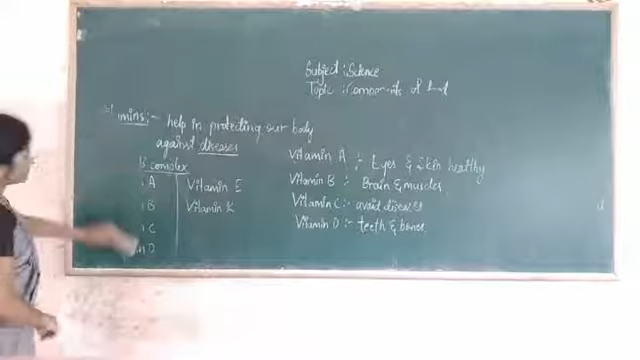 Subject : Science
Topic : Components of food
mins :- help in protecting our body
against diseases
B complex
A
B
C
D
Vitamin E
Vitamin K
Vitamin A :- Eyes & Skin healthy
Vitamin B :- Brain & muscles
Vitamin C :- avoid diseases
Vitamin D :- teeth & bones